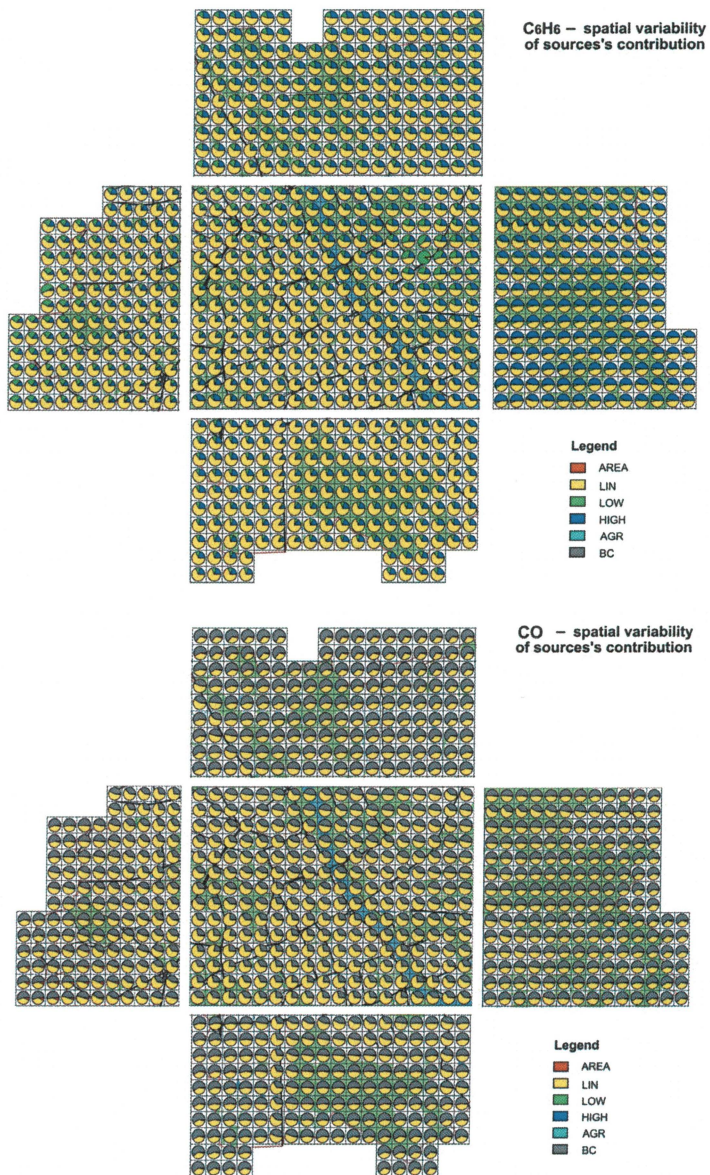 C6H6 – spatial variability
of sources's contribution
Legend
AREA
LIN
LOW
HIGH
AGR
BC
CO – spatial variability
of sources's contribution
Legend
AREA
LIN
LOW
HIGH
AGR
BC